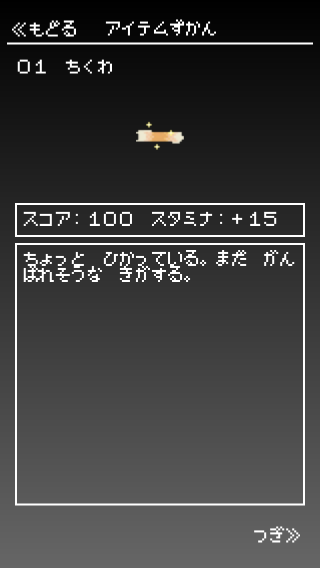 ≪もどる　アイテムずかん
01　ちくわ
スコア：100　スタミナ：+15
ちょっと　ひかっている。まだ　がん
ばれそうな　きがする。
つぎ≫